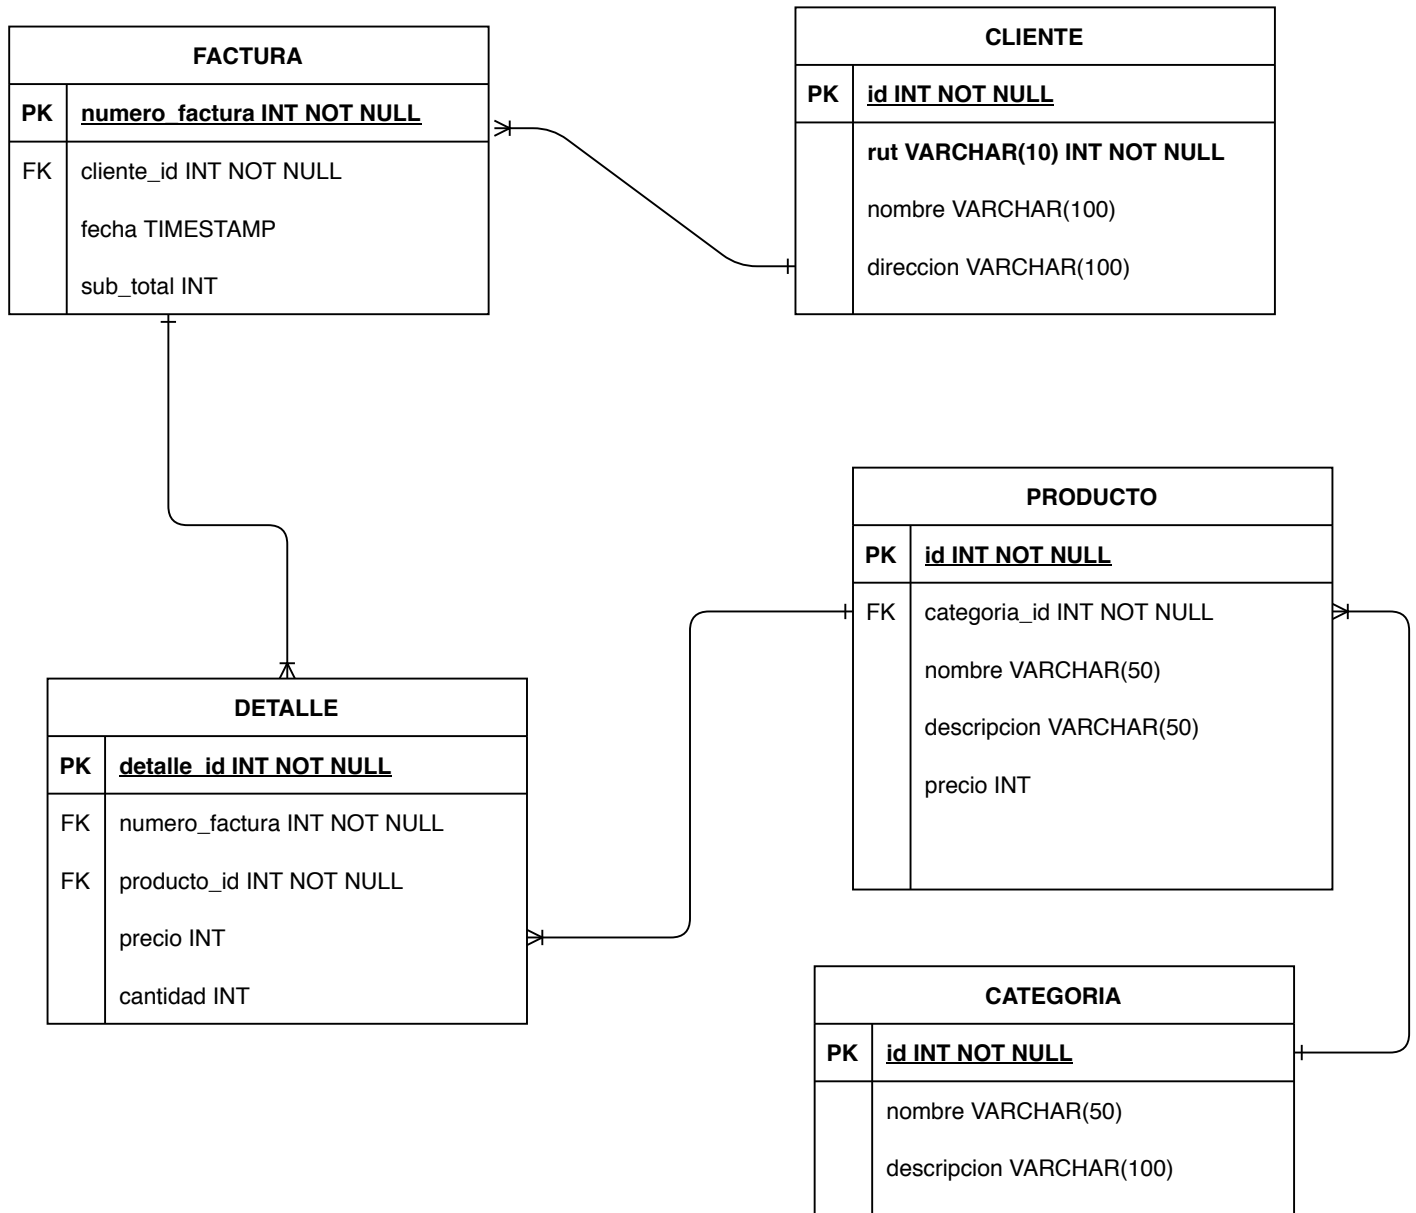 FACTURA
PK numero_factura INT NOT NULL
FK cliente_id INT NOT NULL
fecha TIMESTAMP
sub_total INT
CLIENTE
PK id INT NOT NULL
rut VARCHAR(10) INT NOT NULL
nombre VARCHAR(100)
direccion VARCHAR(100)
PRODUCTO
PK id INT NOT NULL
FK categoria_id INT NOT NULL
nombre VARCHAR(50)
descripcion VARCHAR(50)
precio INT
DETALLE
PK detalle_id INT NOT NULL
FK numero_factura INT NOT NULL
FK producto_id INT NOT NULL
precio INT
cantidad INT
CATEGORIA
PK id INT NOT NULL
nombre VARCHAR(50)
descripcion VARCHAR(100)